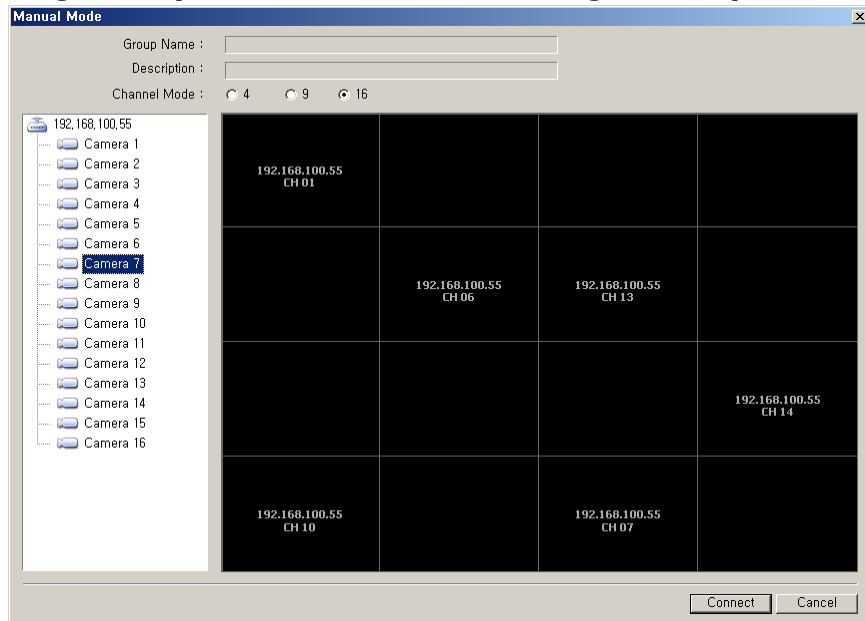 Manual Mode
Group Name :
Description :
Channel Mode : 4 9 16
192,168,100,55
Camera 1
Camera 2
Camera 3
Camera 4
Camera 5
Camera 6
Camera 7
Camera 8
Camera 9
Camera 10
Camera 11
Camera 12
Camera 13
Camera 14
Camera 15
Camera 16
192.168.100.55
CH 01
192.168.100.55
CH 06
192.168.100.55
CH 13
192.168.100.55
CH 14
192.168.100.55
CH 10
192.168.100.55
CH 07
Connect Cancel